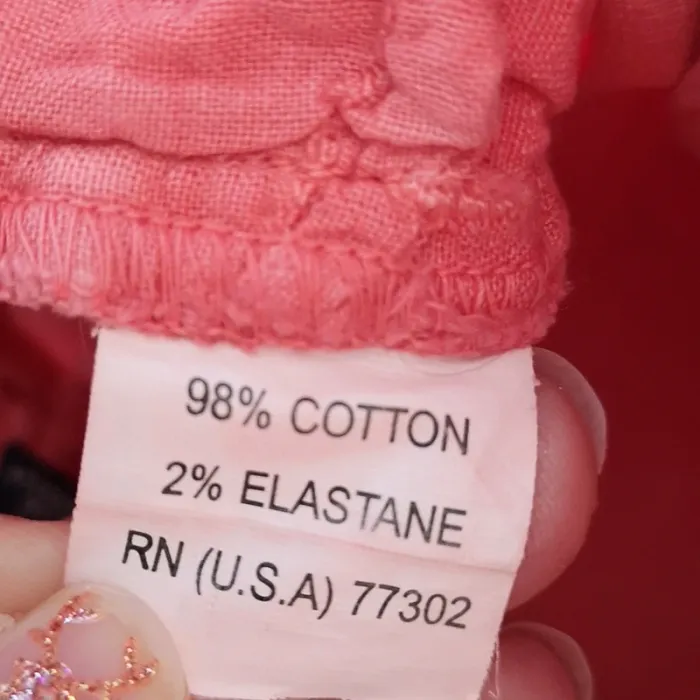 98% COTTON
2% ELASTANE
RN (U.S.A) 77302